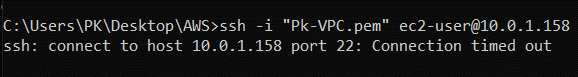 C:\Users\PK\Desktop\AWS>ssh -i "Pk-VPC.pem" ec2-user@10.0.1.158
ssh: connect to host 10.0.1.158 port 22: Connection timed out